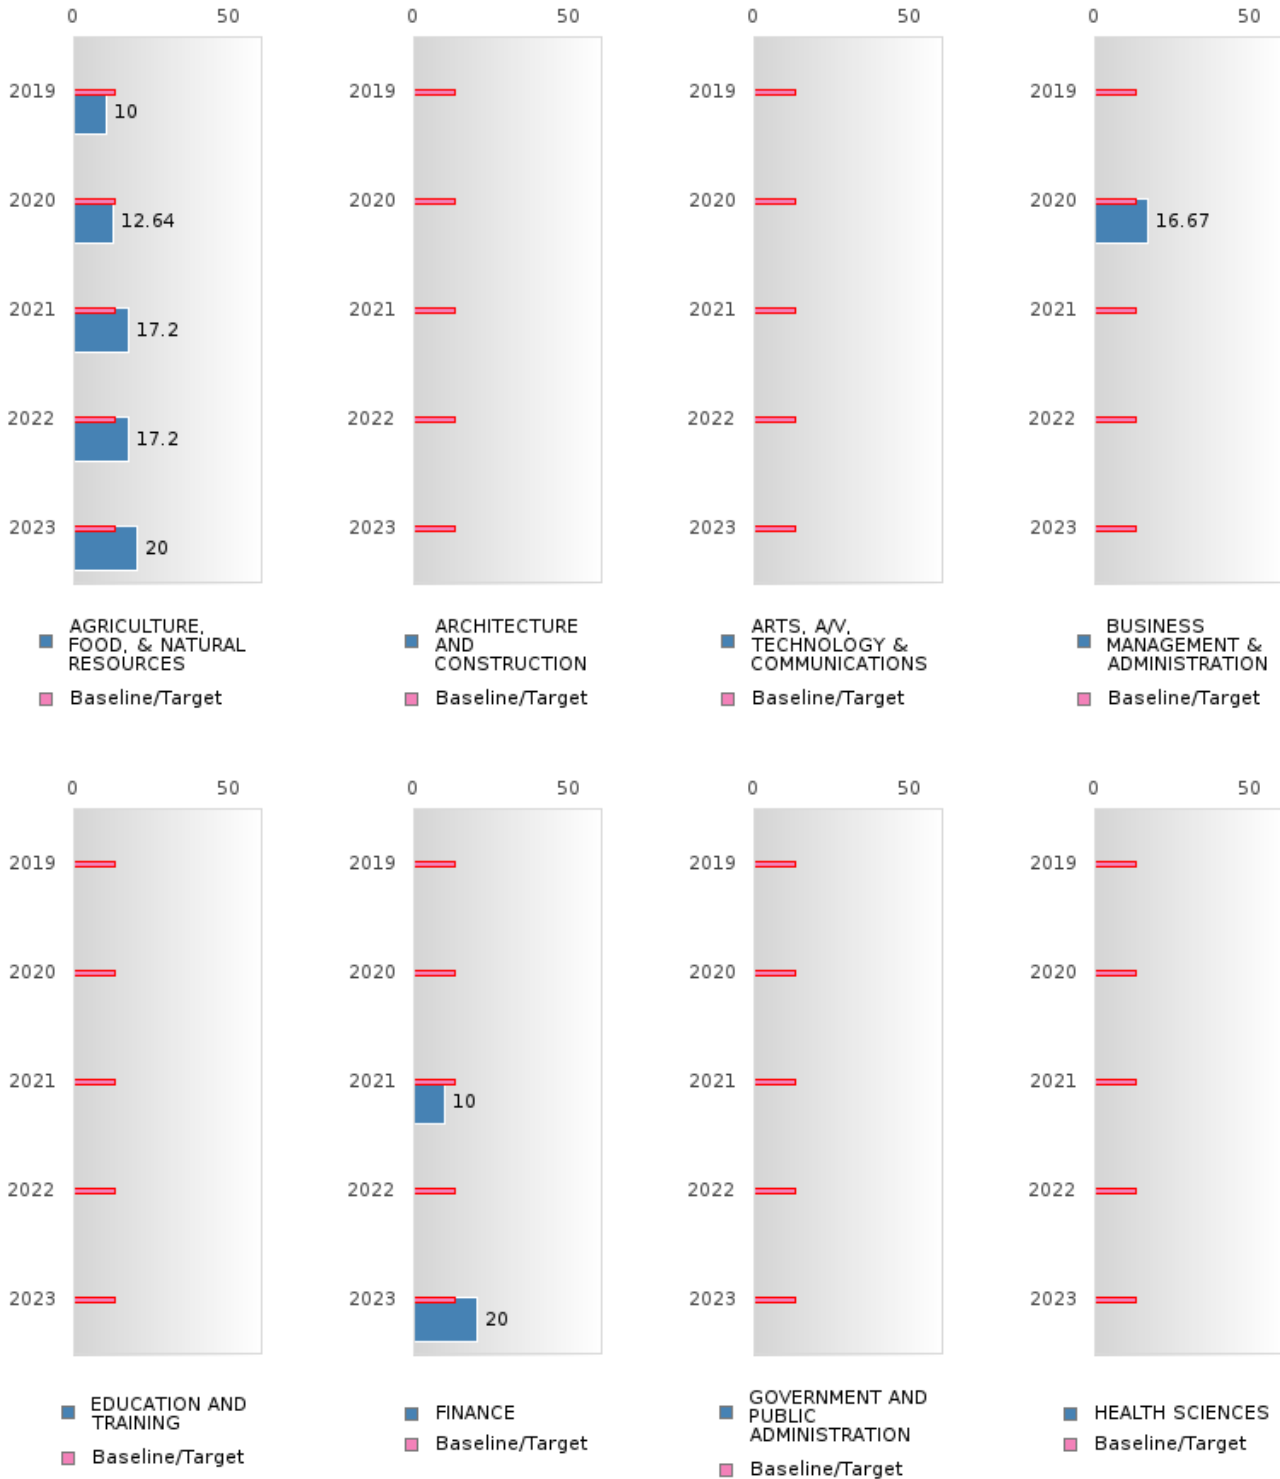 0 50
2019
10
2020
12.64
2021
17.2
2022
17.2
2023
20
AGRICULTURE,
FOOD, & NATURAL
RESOURCES
Baseline/Target
0 50
2019
2020
2021
2022
2023
ARCHITECTURE
AND
CONSTRUCTION
Baseline/Target
0 50
2019
2020
2021
2022
2023
ARTS, A/V,
TECHNOLOGY &
COMMUNICATIONS
Baseline/Target
0 50
2019
2020
16.67
2021
2022
2023
BUSINESS
MANAGEMENT &
ADMINISTRATION
Baseline/Target
0 50
2019
2020
2021
2022
2023
EDUCATION AND
TRAINING
Baseline/Target
0 50
2019
2020
2021
10
2022
2023
20
FINANCE
Baseline/Target
0 50
2019
2020
2021
2022
2023
GOVERNMENT AND
PUBLIC
ADMINISTRATION
Baseline/Target
0 50
2019
2020
2021
2022
2023
HEALTH SCIENCES
Baseline/Target